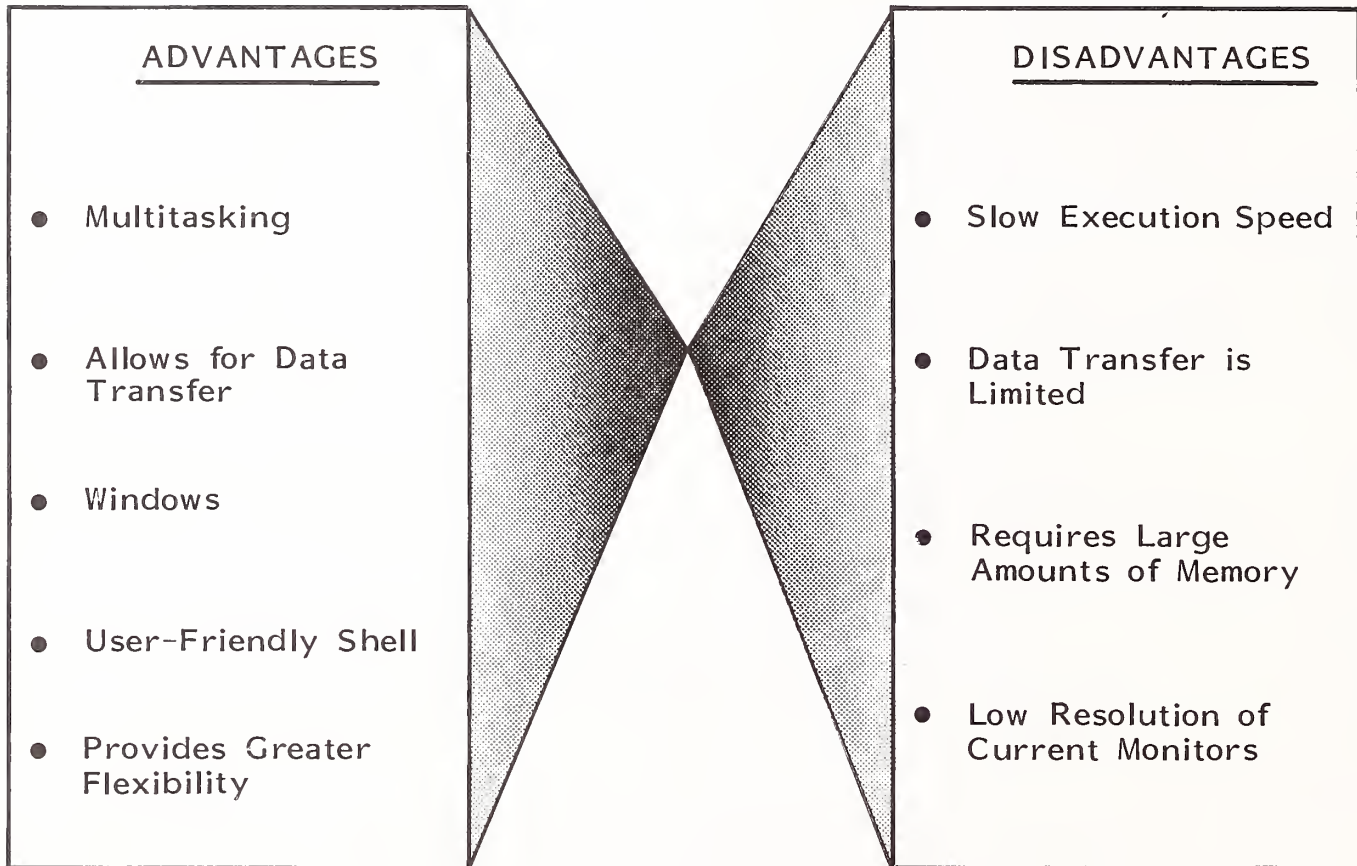 ADVANTAGES
• Multitasking
• Allows for Data
Transfer
• Windows
• User-Friendly Shell
• Provides Greater
Flexibility
DISADVANTAGES
• Slow Execution Speed
• Data Transfer is
Limited
• Requires Large
Amounts of Memory
• Low Resolution of
Current Monitors